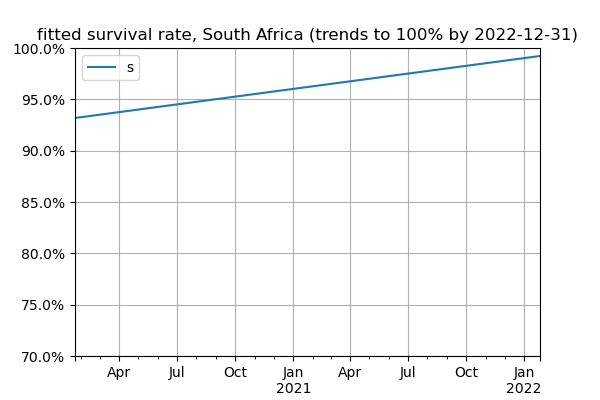 fitted survival rate, South Africa (trends to 100% by 2022-12-31)
100.0%
s
95.0%
90.0%
85.0%
80.0%
75.0%
70.0%
Apr Jul Oct Jan Apr Jul Oct Jan
2021 2022